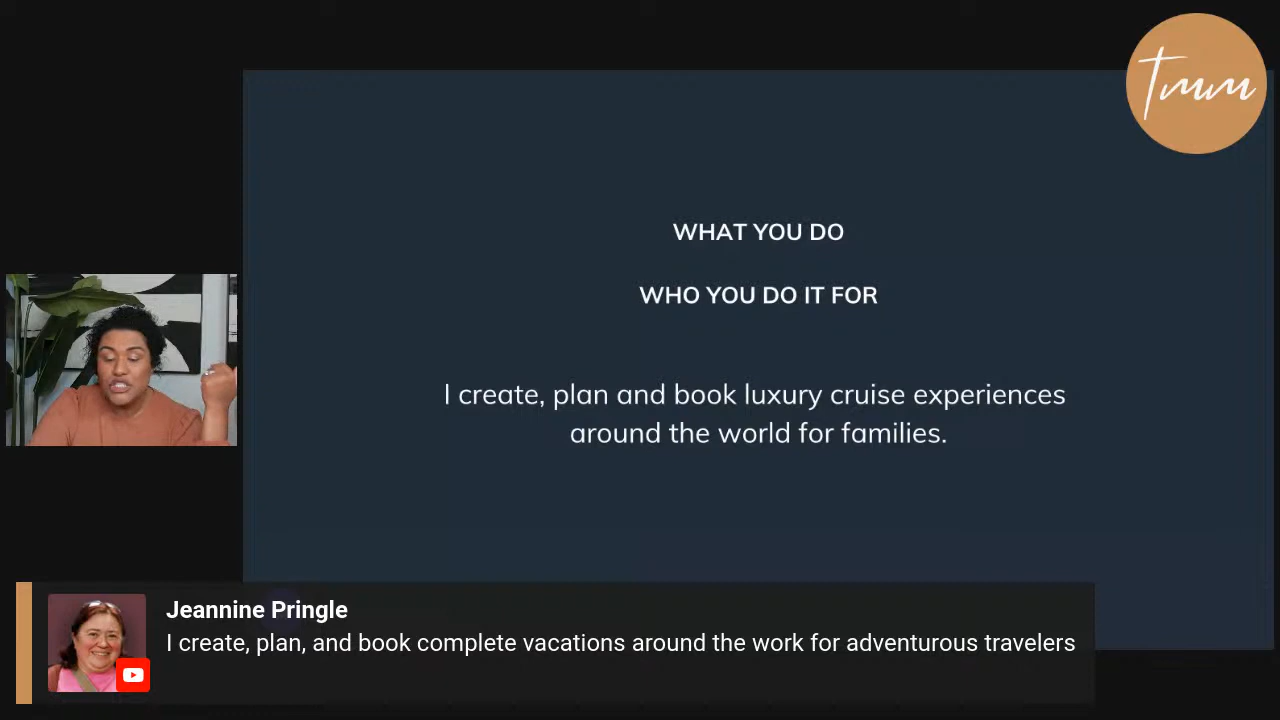 Tmm
WHAT YOU DO
WHO YOU DO IT FOR
I create, plan and book luxury cruise experiences
around the world for families.
Jeannine Pringle
I create, plan, and book complete vacations around the work for adventurous travelers